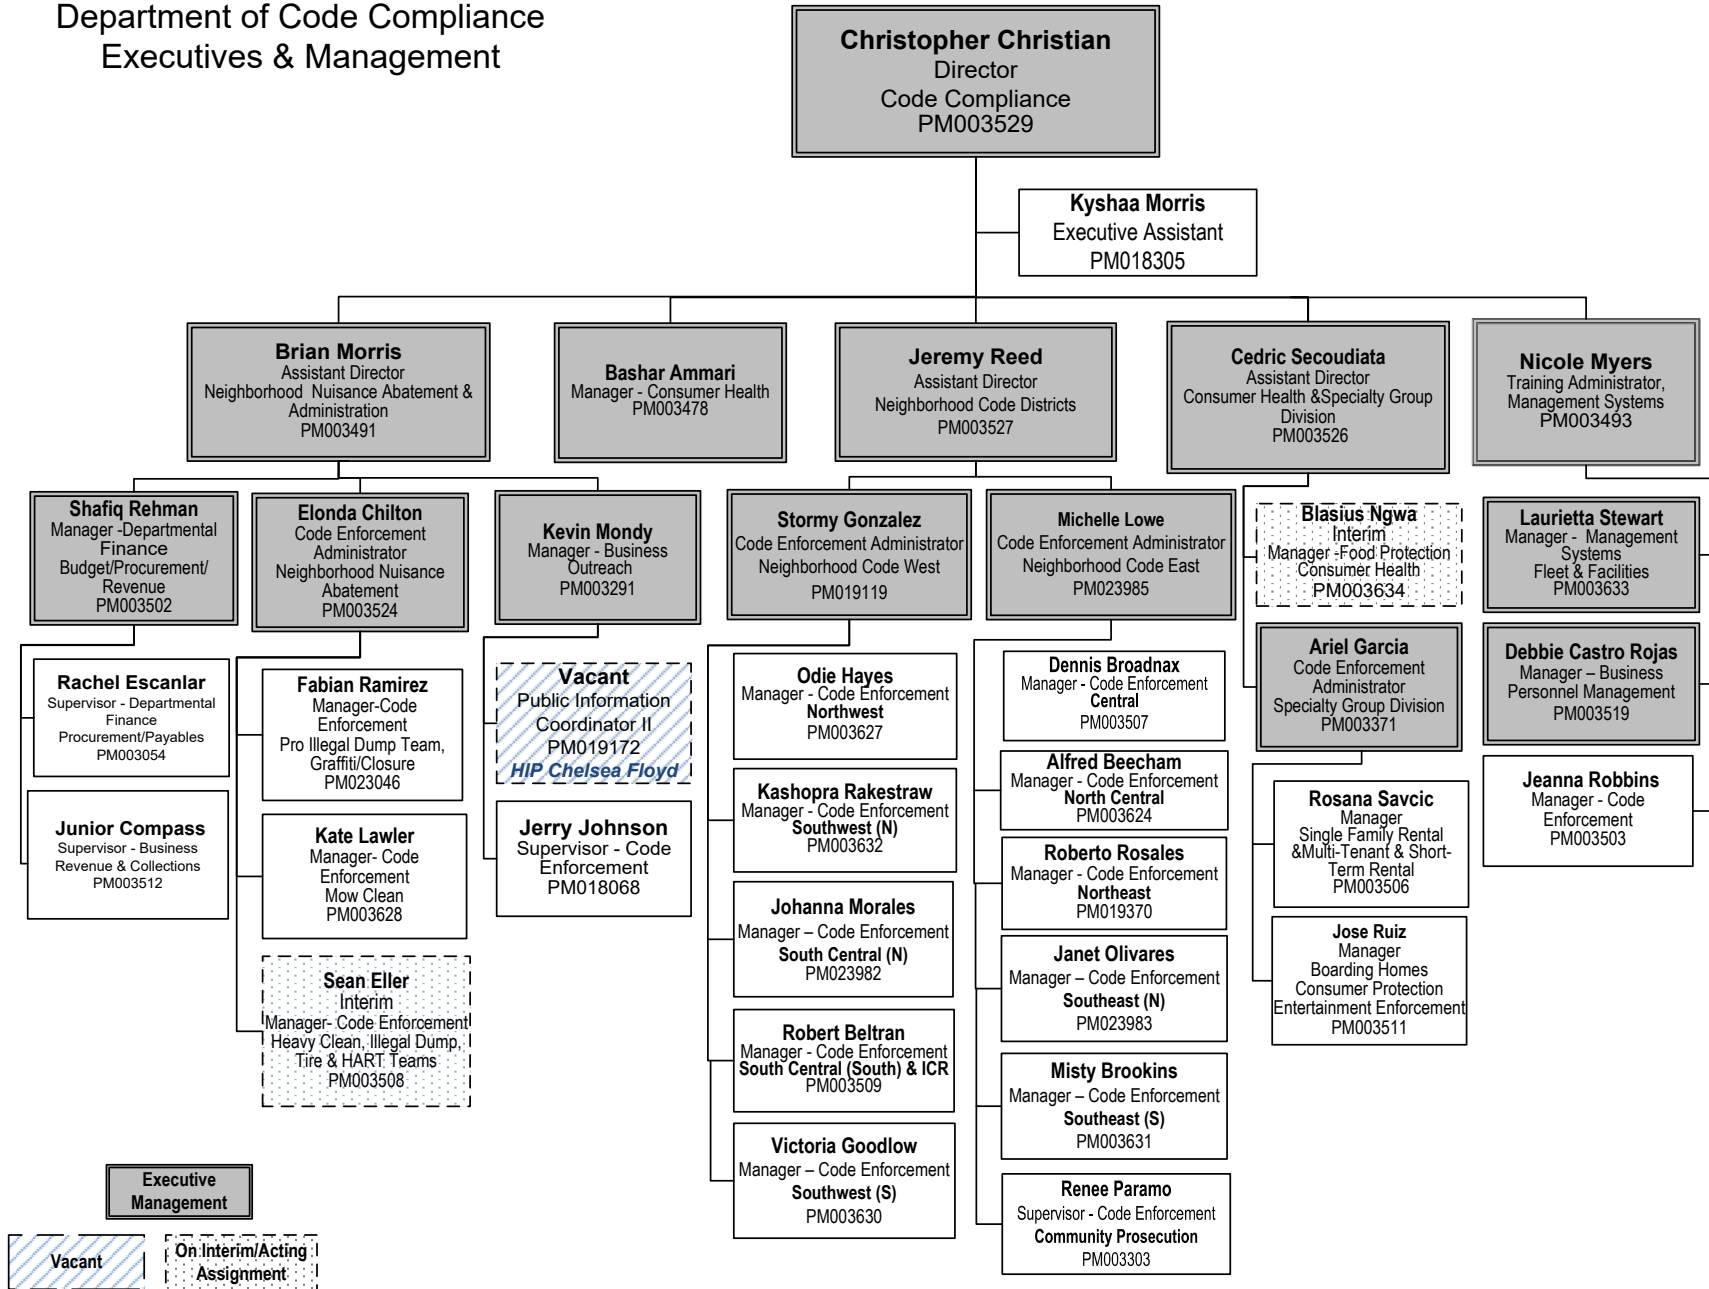 Department of Code Compliance
Executives & Management
Christopher Christian
Director
Code Compliance
PM003529
Kyshaa Morris
Executive Assistant
PM018305
Brian Morris
Assistant Director
Neighborhood Nuisance Abatement &
Administration
PM003491
Bashar Ammari
Manager - Consumer Health
PM003478
Jeremy Reed
Assistant Director
Neighborhood Code Districts
PM003527
Cedric Secoudiata
Assistant Director
Consumer Health &Specialty Group
Division
PM003526
Nicole Myers
Training Administrator,
Management Systems
PM003493
Shafiq Rehman
Manager -Departmental
Finance
Budget/Procurement/
Revenue
PM003502
Elonda Chilton
Code Enforcement
Administrator
Neighborhood Nuisance
Abatement
PM003524
Kevin Mondy
Manager - Business
Outreach
PM003291
Stormy Gonzalez
Code Enforcement Administrator
Neighborhood Code West
PM019119
Michelle Lowe
Code Enforcement Administrator
Neighborhood Code East
PM023985
Blasius Ngwa
Interim
Manager -Food Protection
Consumer Health
PM003634
Laurietta Stewart
Manager - Management
Systems
Fleet & Facilities
PM003633
Ariel Garcia
Code Enforcement
Administrator
Specialty Group Division
PM003371
Debbie Castro Rojas
Manager – Business
Personnel Management
PM003519
Rachel Escanlar
Supervisor - Departmental
Finance
Procurement/Payables
PM003054
Junior Compass
Supervisor - Business
Revenue & Collections
PM003512
Fabian Ramirez
Manager-Code
Enforcement
Pro Illegal Dump Team,
Graffiti/Closure
PM023046
Kate Lawler
Manager- Code
Enforcement
Mow Clean
PM003628
Sean Eller
Interim
Manager- Code Enforcement
Heavy Clean, Illegal Dump,
Tire & HART Teams
PM003508
Vacant
Public Information
Coordinator II
PM019172
HIP Chelsea Floyd
Jerry Johnson
Supervisor - Code
Enforcement
PM018068
Odie Hayes
Manager - Code Enforcement
Northwest
PM003627
Kashopra Rakestraw
Manager - Code Enforcement
Southwest (N)
PM003632
Johanna Morales
Manager – Code Enforcement
South Central (N)
PM023982
Robert Beltran
Manager - Code Enforcement
South Central (South) & ICR
PM003509
Victoria Goodlow
Manager – Code Enforcement
Southwest (S)
PM003630
Dennis Broadnax
Manager - Code Enforcement
Central
PM003507
Alfred Beecham
Manager - Code Enforcement
North Central
PM003624
Roberto Rosales
Manager - Code Enforcement
Northeast
PM019370
Janet Olivares
Manager – Code Enforcement
Southeast (N)
PM023983
Misty Brookins
Manager – Code Enforcement
Southeast (S)
PM003631
Renee Paramo
Supervisor - Code Enforcement
Community Prosecution
PM003303
Rosana Savcic
Manager
Single Family Rental
&Multi-Tenant & Short-
Term Rental
PM003506
Jose Ruiz
Manager
Boarding Homes
Consumer Protection
Entertainment Enforcement
PM003511
Jeanna Robbins
Manager - Code
Enforcement
PM003503
Executive
Management
Vacant
On Interim/Acting
Assignment